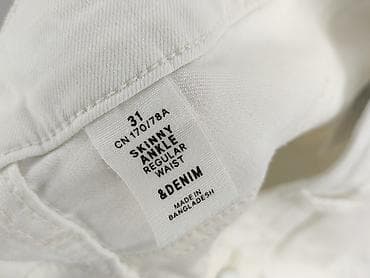 31
CN 170/78A
SKINNY
ANKLE
REGULAR
WAIST
&DENIM
MADE IN
BANGLADESH